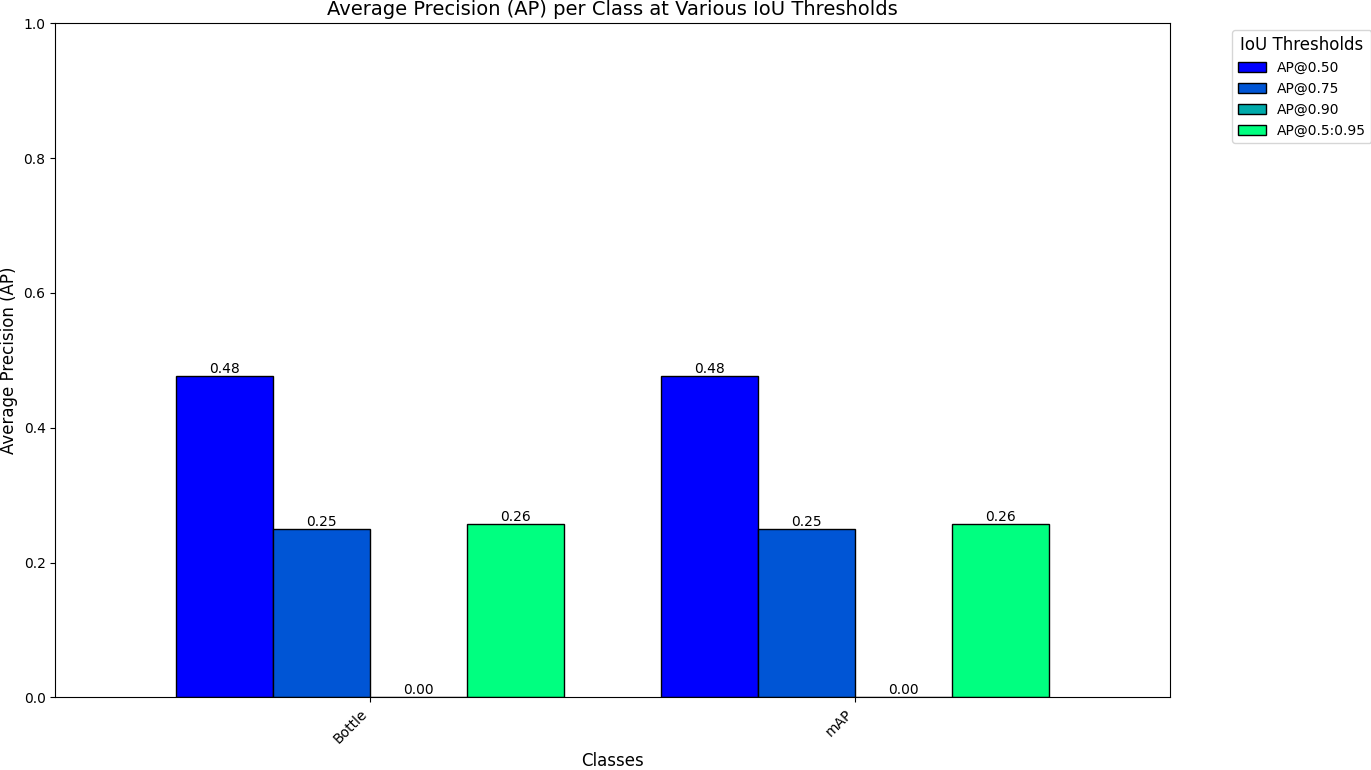 Average Precision (AP) per Class at Various IoU Thresholds
1.0
0.8
0.6
0.4
0.2
0.0
Average Precision (AP)
0.48
0.25
0.00
0.26
0.48
0.25
0.00
0.26
Bottle
mAP
Classes
IoU Thresholds
AP@0.50
AP@0.75
AP@0.90
AP@0.5:0.95